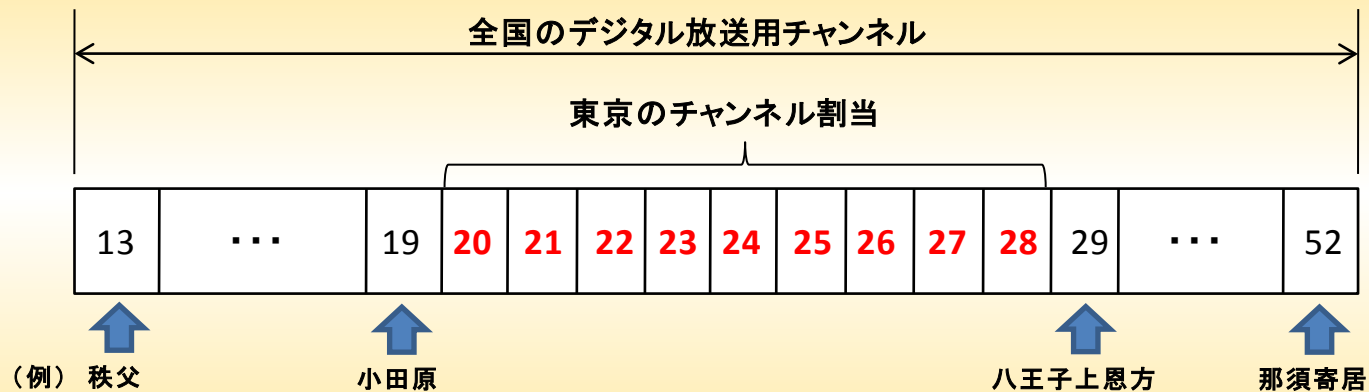 全国のデジタル放送用チャンネル
東京のチャンネル割当
13 ・・・ 19 20 21 22 23 24 25 26 27 28 29 ・・・ 52
（例） 秩父 小田原 八王子上恩方 那須寄居